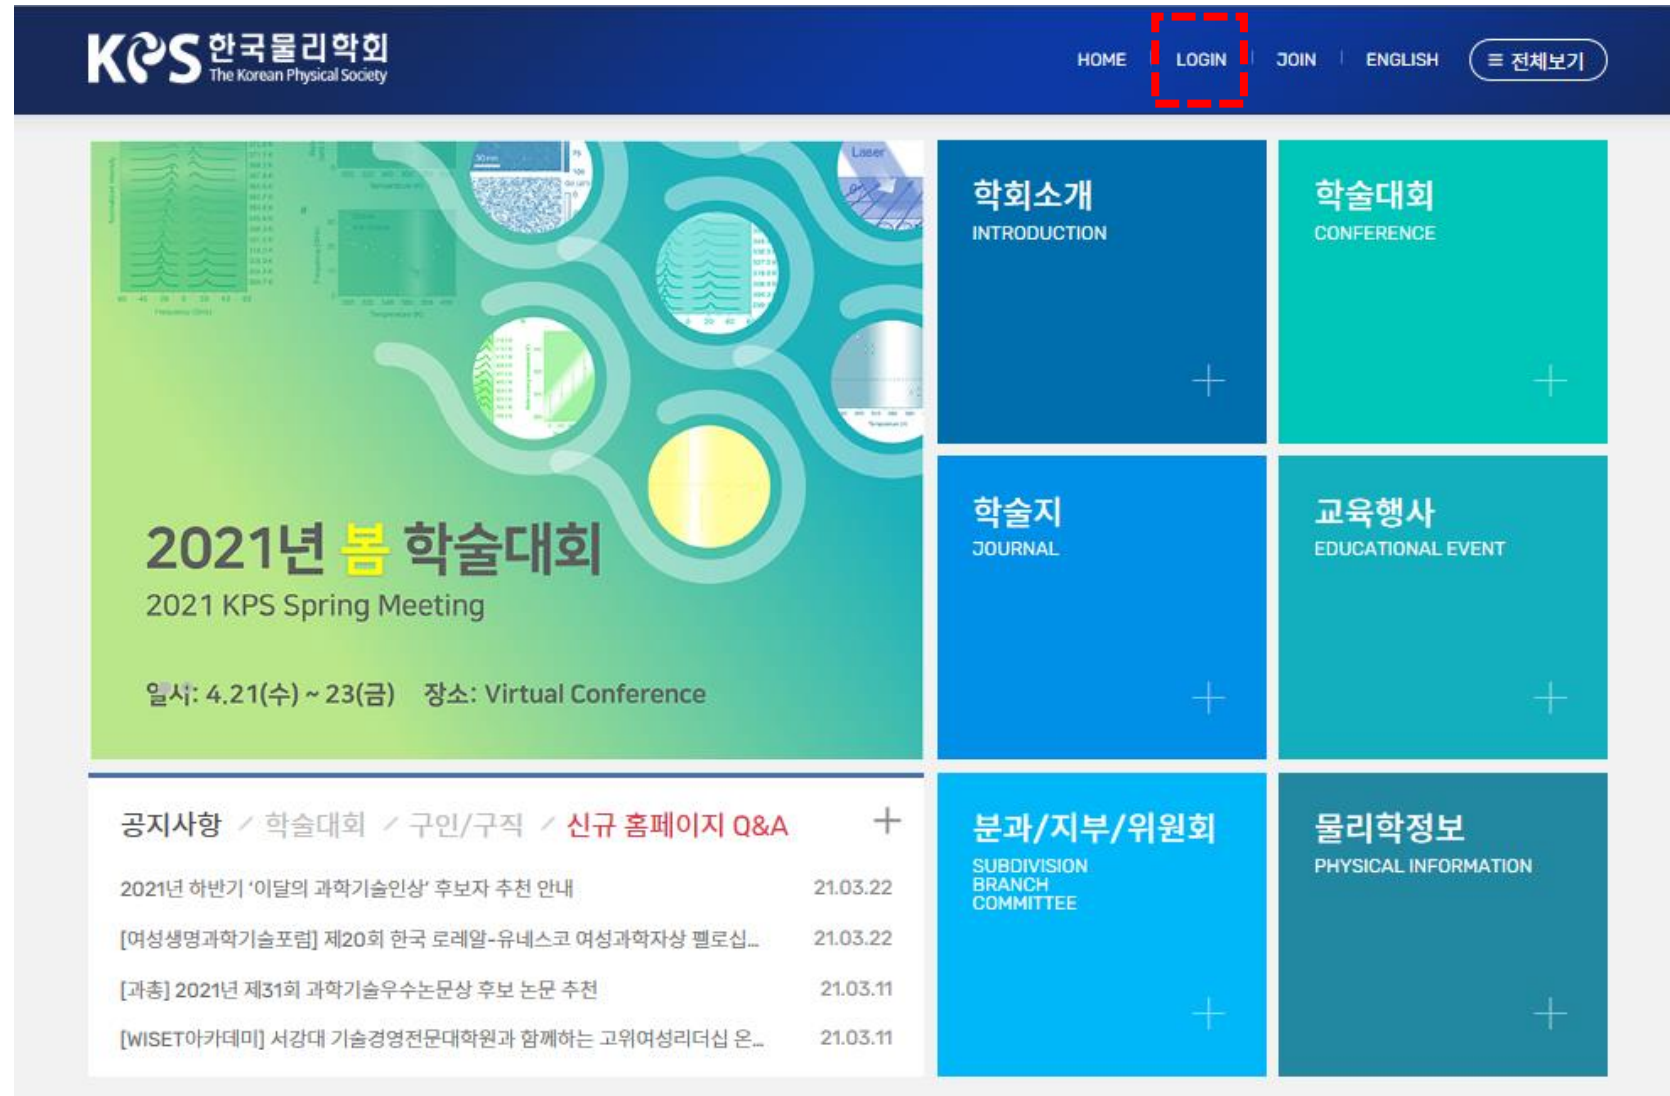 KPS 한국물리학회
The Korean Physical Society
HOME
LOGIN
JOIN
ENGLISH
전체보기
Laser
2021년 봄 학술대회
2021 KPS Spring Meeting
일시: 4.21(수) ~ 23(금) 장소: Virtual Conference
학회소개
INTRODUCTION
학술대회
CONFERENCE
학술지
JOURNAL
교육행사
EDUCATIONAL EVENT
공지사항 / 학술대회 / 구인/구직 / 신규 홈페이지 Q&A
2021년 하반기 '이달의 과학기술인상' 후보자 추천 안내 21.03.22
[여성생명과학기술포럼] 제20회 한국 로레알-유네스코 여성과학자상 펠로십... 21.03.22
[과총] 2021년 제31회 과학기술우수논문상 후보 논문 추천 21.03.11
[WISET아카데미] 서강대 기술경영전문대학원과 함께하는 고위여성리더십 온... 21.03.11
분과/지부/위원회
SUBDIVISION
BRANCH
COMMITTEE
물리학정보
PHYSICAL INFORMATION